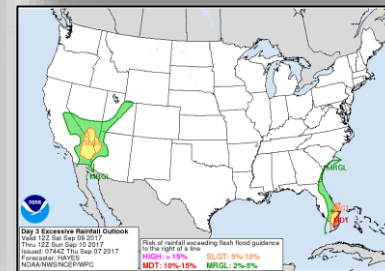 SLGT
MRGL
MRGL
SLGT
MDT
NOAA
Day 3 Excessive Rainfall Outlook
Valid 12Z Sat Sep 09 2017
Thru 12Z Sun Sep 10 2017
Issued: 0744Z Thu Sep 07 2017
Forecaster: HAYES
NOAA/NWS/NCEP/WPC
Risk of rainfall exceeding flash flood guidance
to the right of a line
HIGH: > 15% SLGT: 5%-10%
MDT: 10%-15% MRGL: 2%-5%